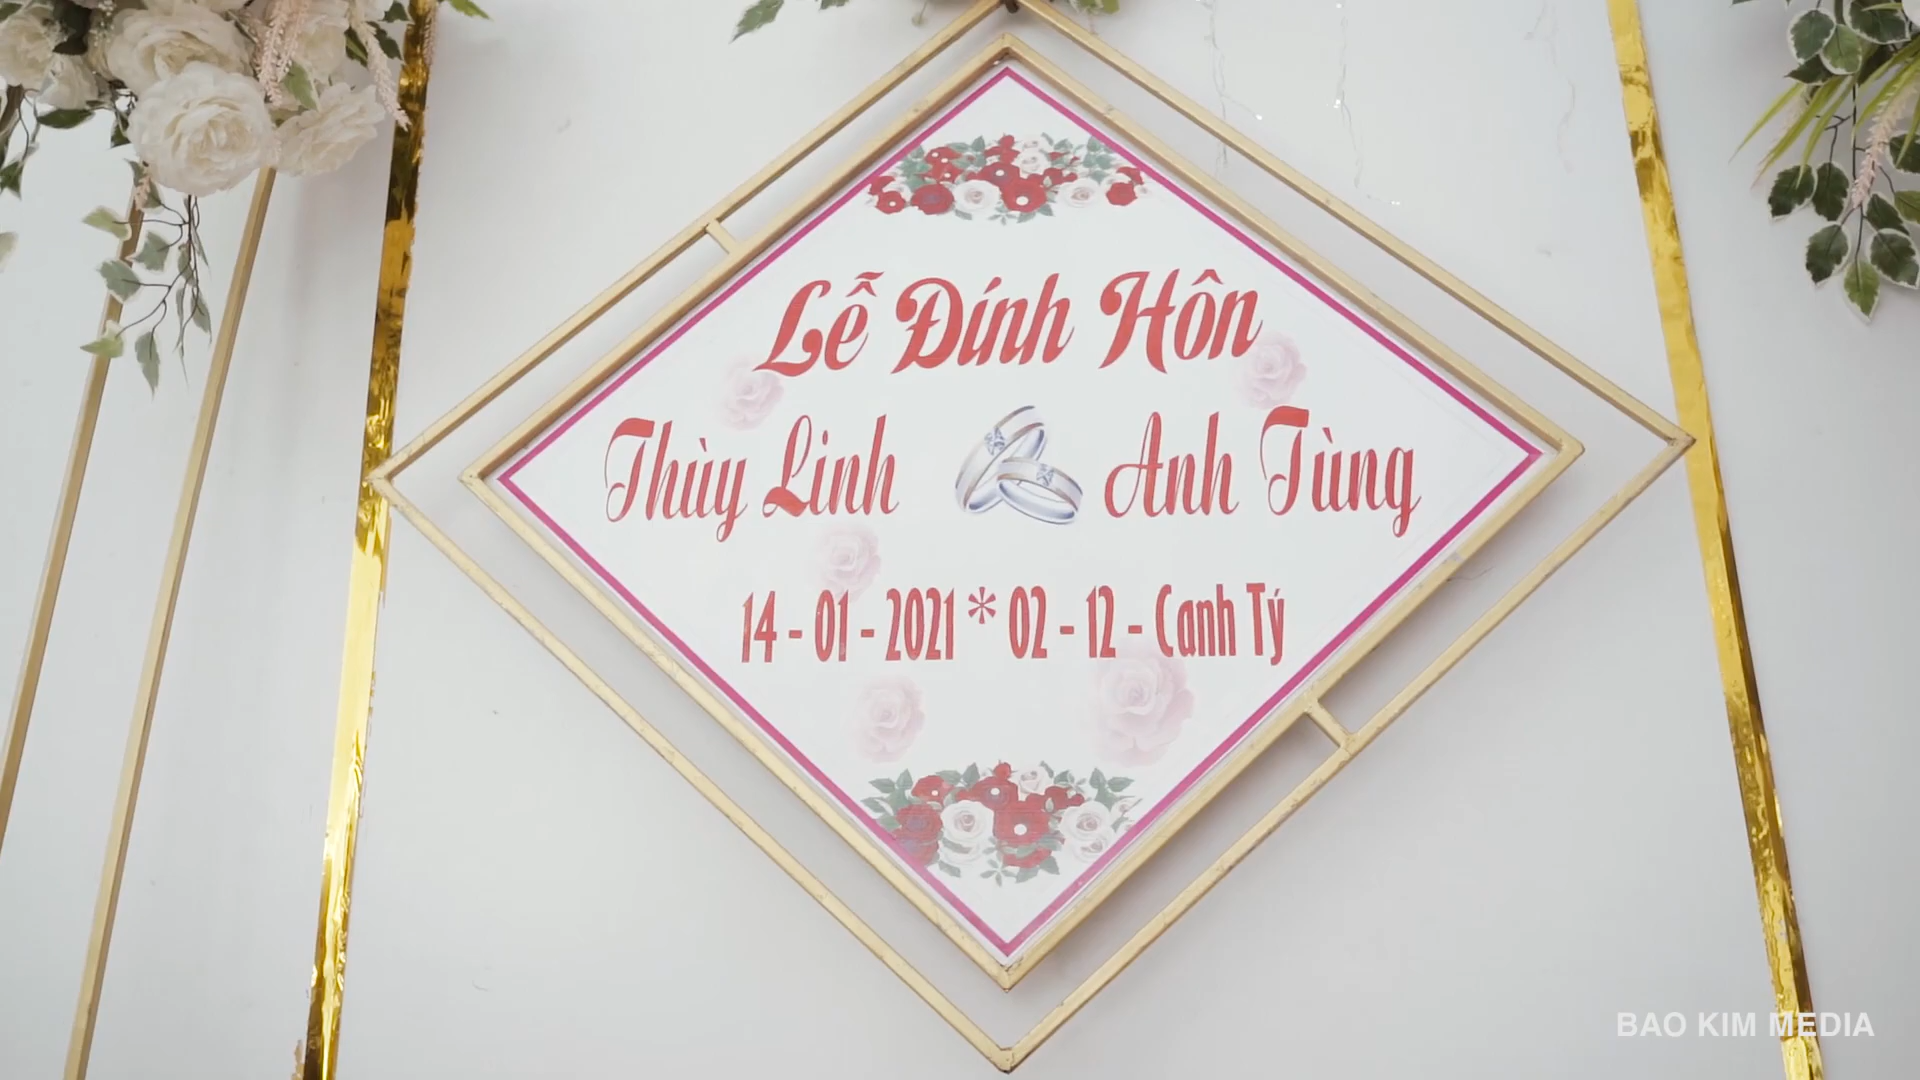 Lễ Đính Hôn
Thùy Linh Anh Tùng
14 - 01 - 2021 * 02 - 12 - Canh Tý
BAO KIM MEDIA